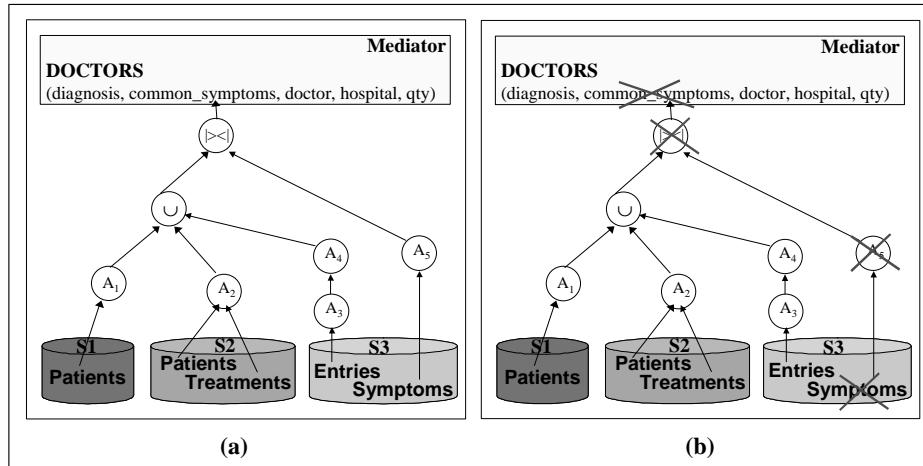 Mediator
DOCTORS
(diagnosis, common_symptoms, doctor, hospital, qty)
|><|
∪
A4
A5
A1
A2
A3
S1
S2
S3
Patients
Patients
Treatments
Entries
Symptoms
(a)
Mediator
DOCTORS
(diagnosis, common_symptoms, doctor, hospital, qty)
|><|
∪
A4
A5
A1
A2
A3
S1
S2
S3
Patients
Patients
Treatments
Entries
Symptoms
(b)